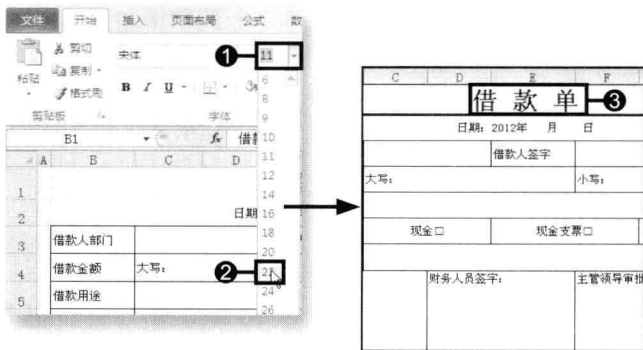 文件 开始 插入 页面布局 公式 数
剪切
宋体 ❶ 11
复制
粘贴
格式刷
B I U
剪贴板 字体
6
8
9
10
11
12
14
16
18
20
22
24
26
B1 fx 借
A B C D
1
2 日期
3 借款人部门
4 借款金额 大写： ❷
5 借款用途
C D E F
借 款 单 ❸
日期：2012年 月 日
借款人签字
大写： 小写：
现金□ 现金支票□
财务人员签字： 主管领导审批